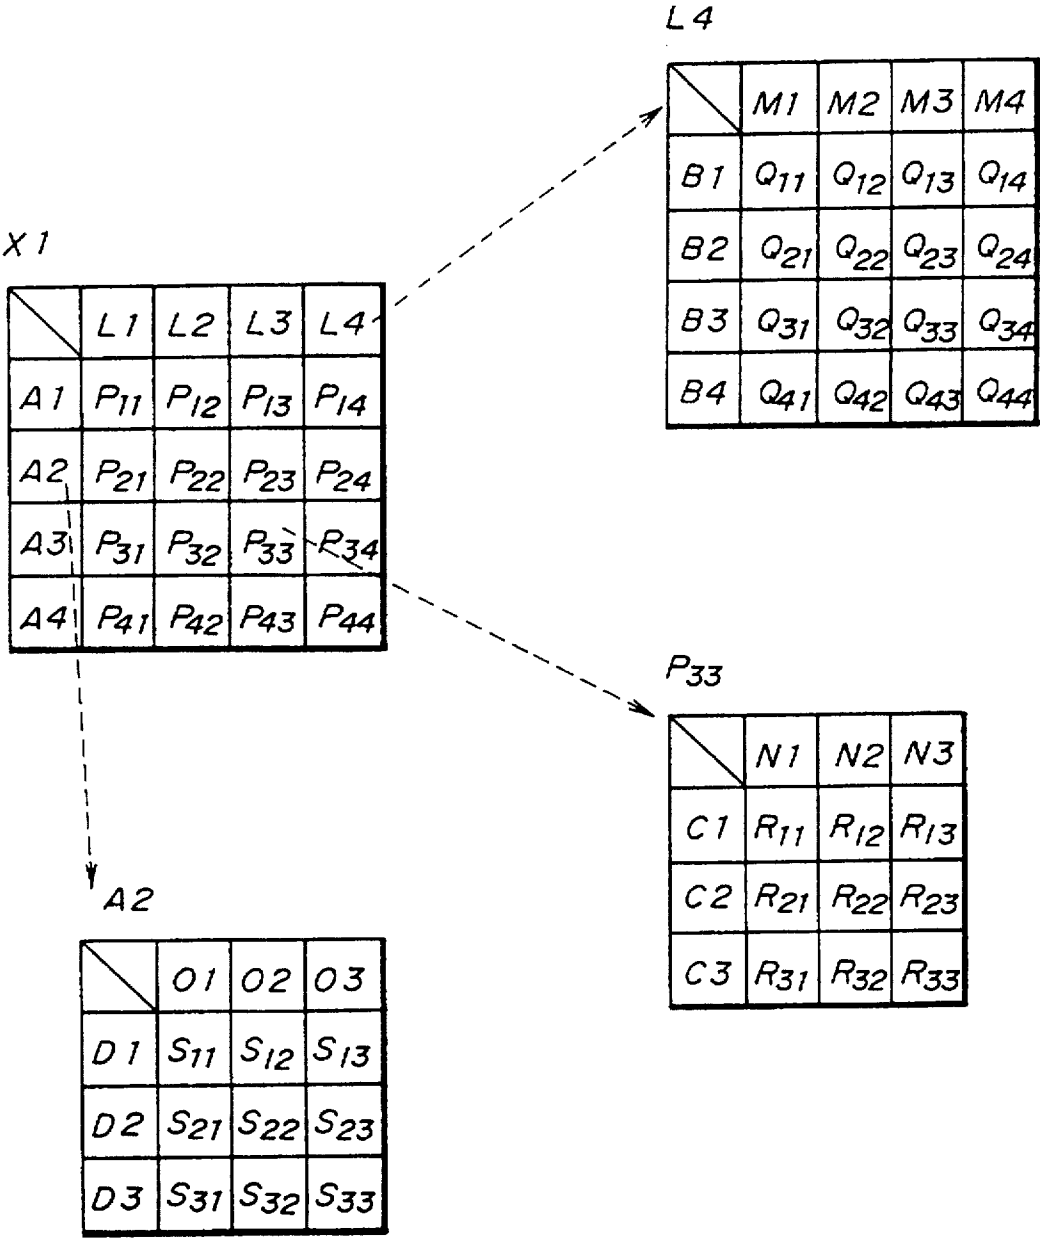 L4
M1 M2 M3 M4
B1 Q11 Q12 Q13 Q14
B2 Q21 Q22 Q23 Q24
B3 Q31 Q32 Q33 Q34
B4 Q41 Q42 Q43 Q44
X1
L1 L2 L3 L4
A1 P11 P12 P13 P14
A2 P21 P22 P23 P24
A3 P31 P32 P33 P34
A4 P41 P42 P43 P44
P33
N1 N2 N3
C1 R11 R12 R13
C2 R21 R22 R23
C3 R31 R32 R33
A2
O1 O2 O3
D1 S11 S12 S13
D2 S21 S22 S23
D3 S31 S32 S33